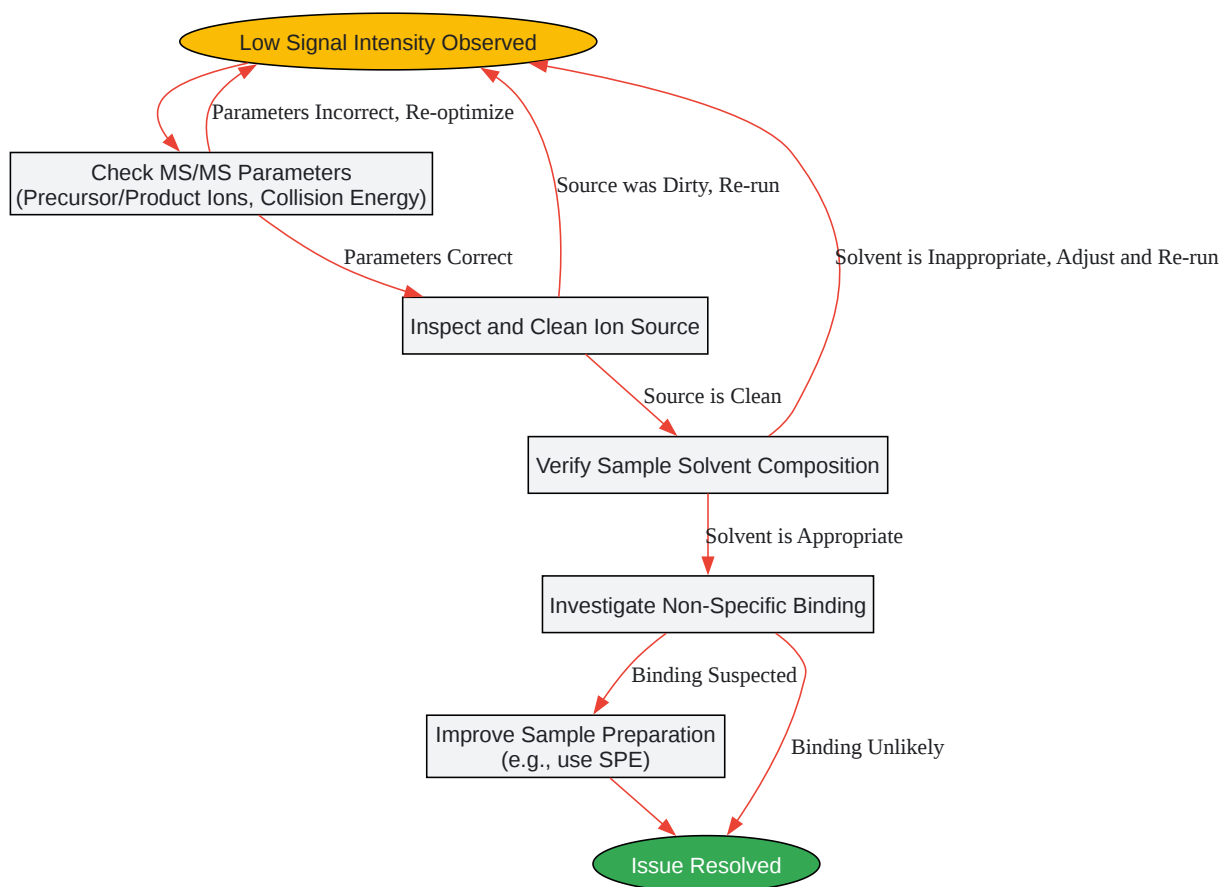 Low Signal Intensity Observed
Parameters Incorrect, Re-optimize
Check MS/MS Parameters
(Precursor/Product Ions, Collision Energy)
Source was Dirty, Re-run
Solvent is Inappropriate, Adjust and Re-run
Parameters Correct
Inspect and Clean Ion Source
Source is Clean
Verify Sample Solvent Composition
Solvent is Appropriate
Investigate Non-Specific Binding
Binding Suspected
Improve Sample Preparation
(e.g., use SPE)
Binding Unlikely
Issue Resolved